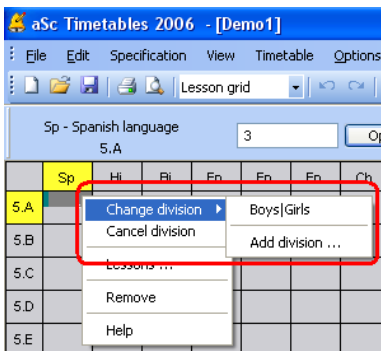 aSc Timetables 2006 - [Demo1]
File Edit Specification View Timetable Options
Lesson grid
Sp - Spanish language
5.A
3
Sp Hi Bi En En En Ch
5.A
Change division
Boys|Girls
5.B
Cancel division
Add division ...
5.C
Lessons ...
5.D
Remove
5.E
Help